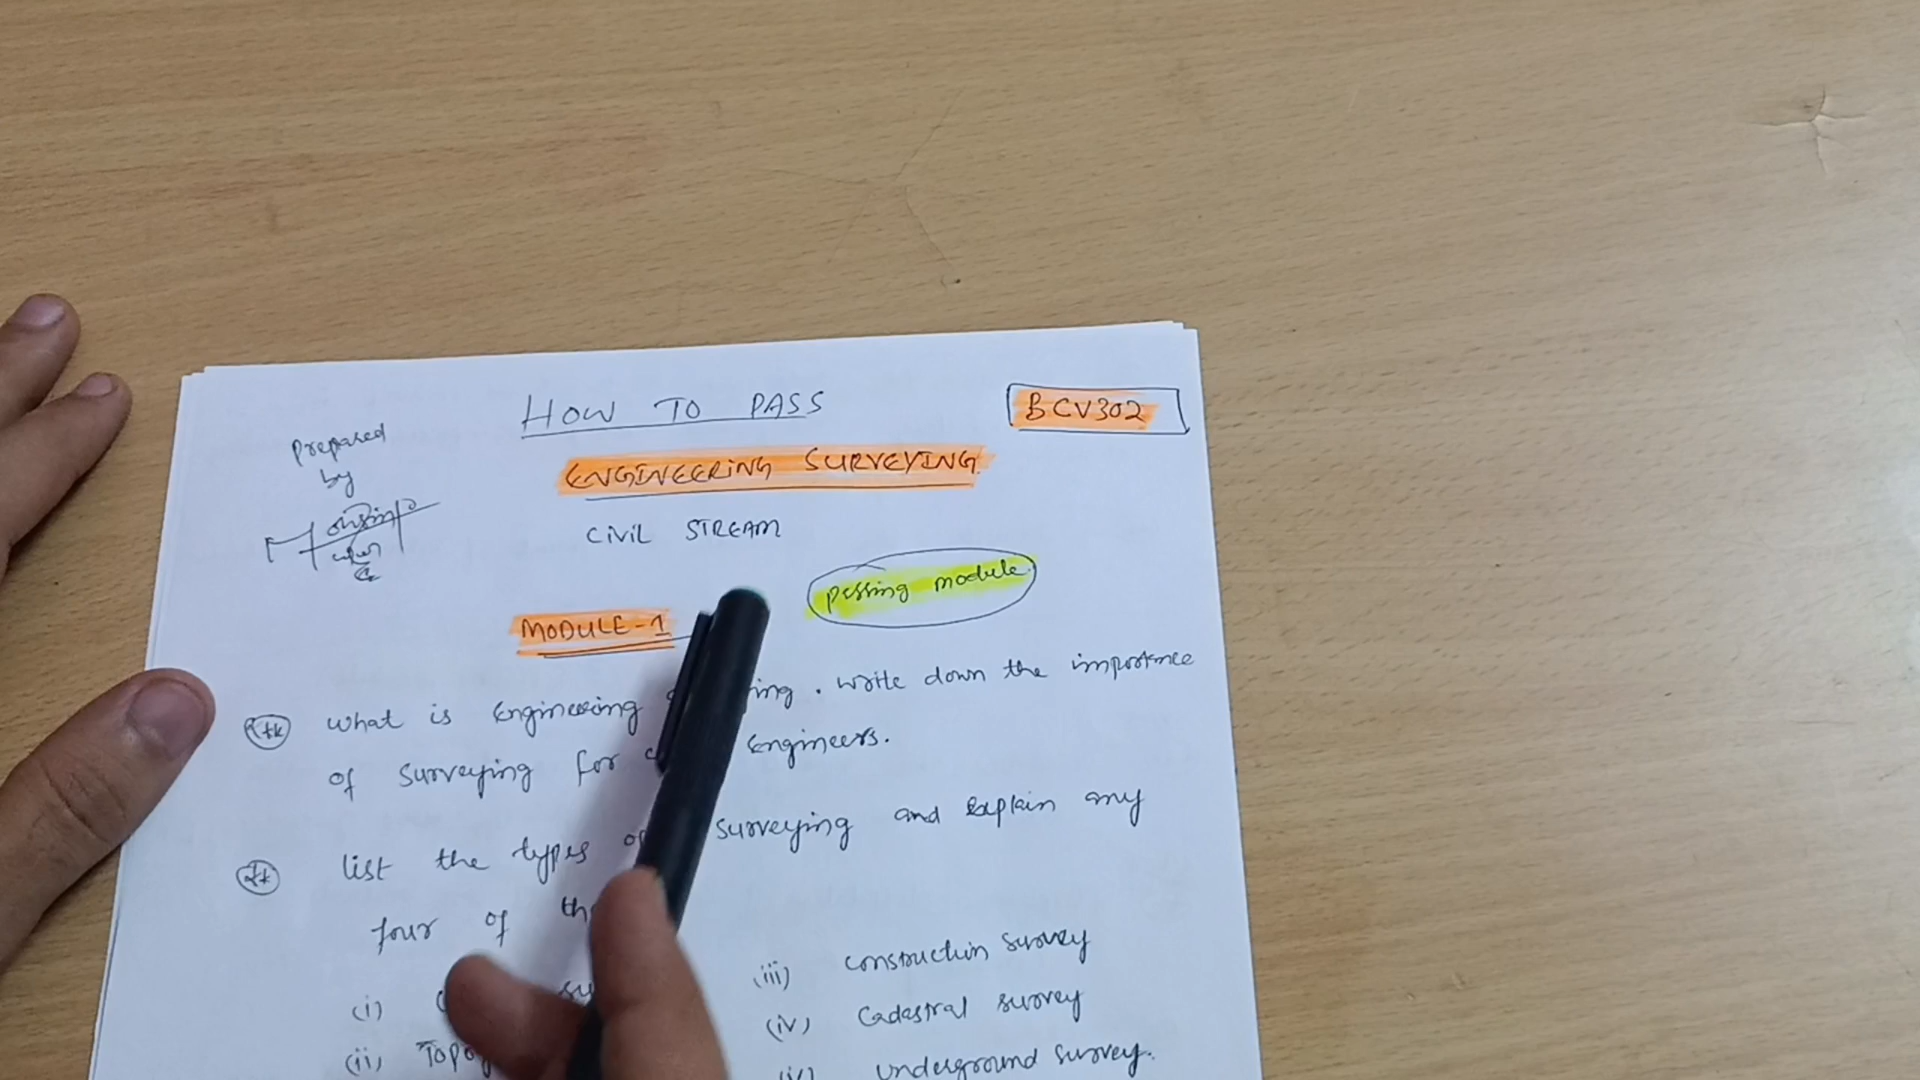 HOW TO PASS
BCV302
Prepared
by
ENGINEERING SURVEYING
CIVIL STREAM
Passing module
MODULE-1
What is Engineering . Write down the importance
of surveying for Engineers.
list the types surveying and Explain any
four of
(i)
(iii) construction survey
(ii)
(iv) Cadastral survey
underground survey.